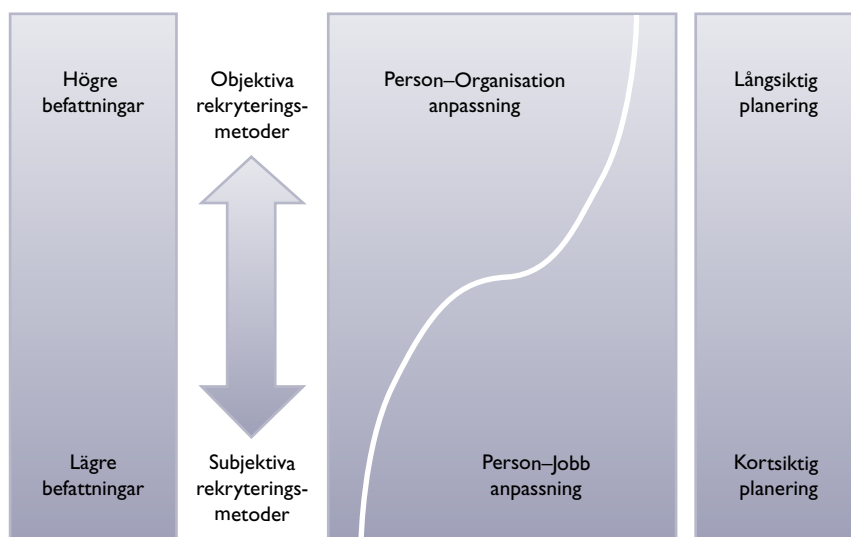 Högre
befattningar
Objektiva
rekryterings-
metoder
Person–Organisation
anpassning
Långsiktig
planering
Lägre
befattningar
Subjektiva
rekryterings-
metoder
Person–Jobb
anpassning
Kortsiktig
planering